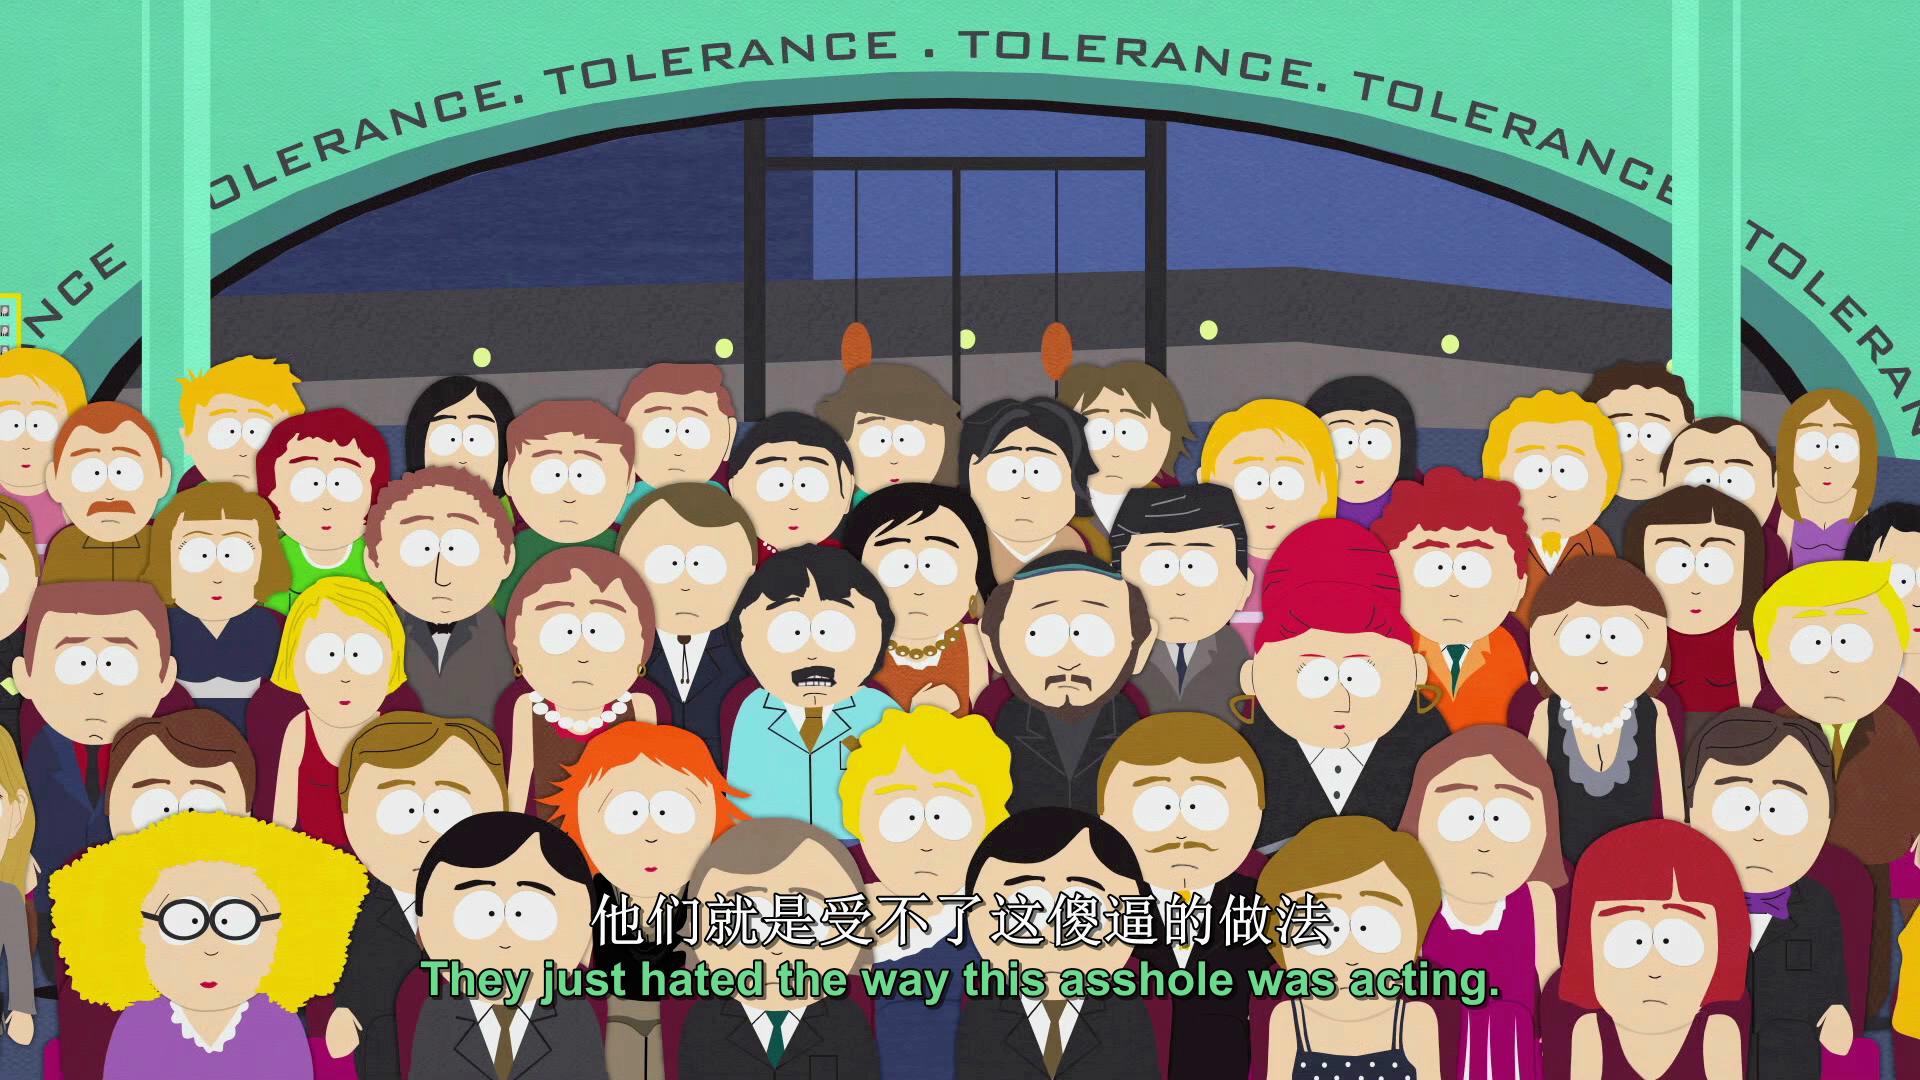 OLERANCE. TOLERANCE . TOLERANCE. TOLERANCE
NCE
TOLERAN
他们就是受不了这傻逼的做法
They just hated the way this asshole was acting.